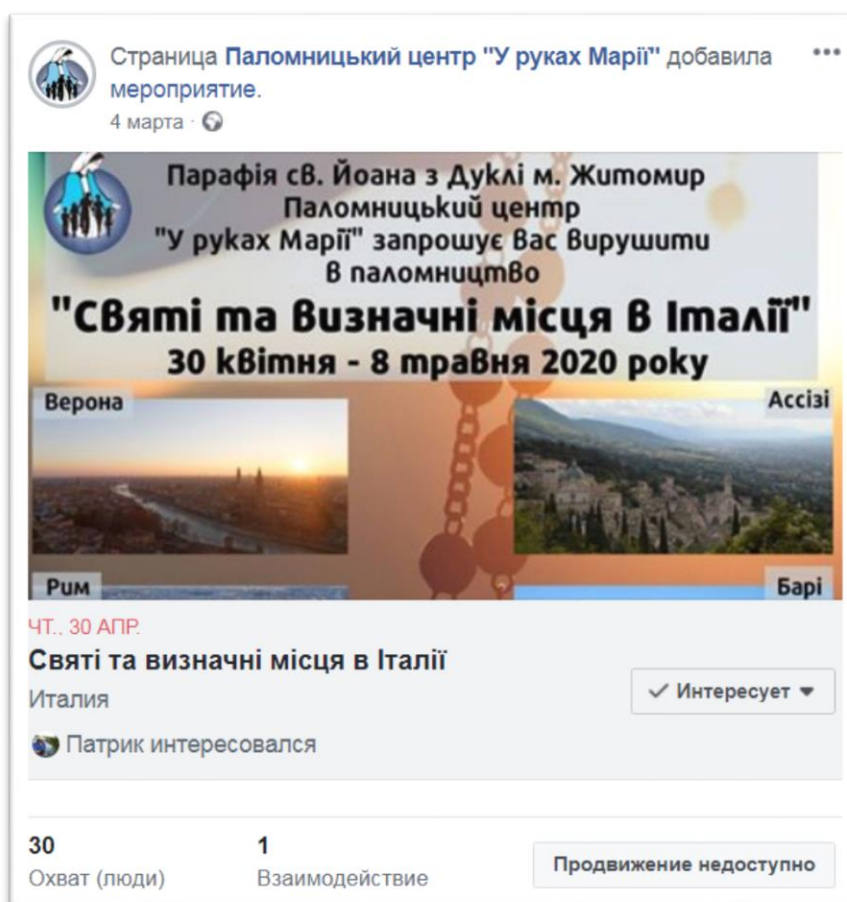 Страница Паломницький центр "У руках Марії" добавила
мероприятие.
4 марта
Парафія св. Йоана з Дуклі м. Житомир
Паломницький центр
"У руках Марії" запрошує Вас вирушити
в паломництво
"Святі та визначні місця в Італії"
30 квітня - 8 травня 2020 року
Верона
Ассізі
Рим
Барі
ЧТ., 30 АПР.
Святі та визначні місця в Італії
Италия
Интересует
Патрик интересовался
30
Охват (люди)
1
Взаимодействие
Продвижение недоступно